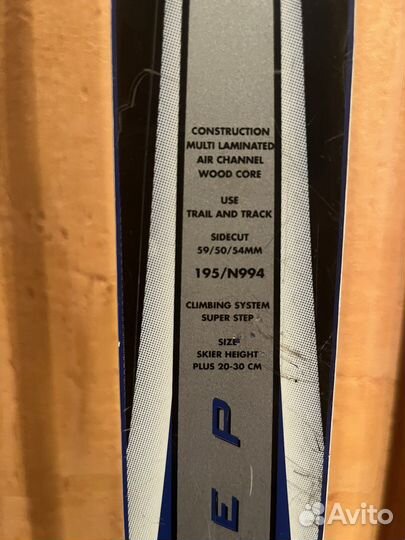 CONSTRUCTION
MULTI LAMINATED
AIR CHANNEL
WOOD CORE
USE
TRAIL AND TRACK
SIDECUT
59/50/54MM
195/N994
CLIMBING SYSTEM
SUPER STEP
SIZE:
SKIER HEIGHT
PLUS 20-30 CM
E P
Avito